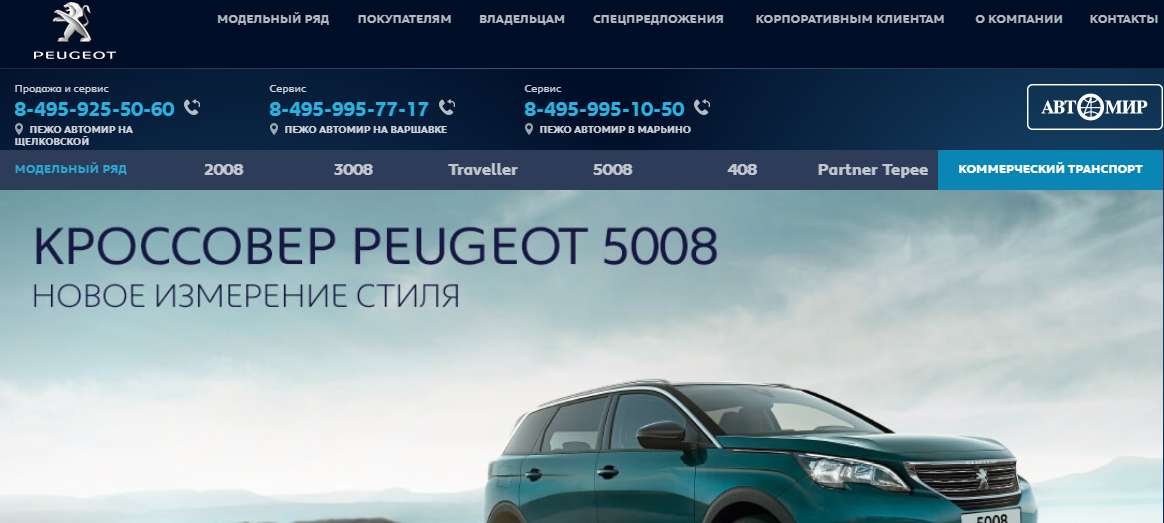 МОДЕЛЬНЫЙ РЯД ПОКУПАТЕЛЯМ ВЛАДЕЛЬЦАМ СПЕЦПРЕДЛОЖЕНИЯ КОРПОРАТИВНЫМ КЛИЕНТАМ О КОМПАНИИ КОНТАКТЫ
PEUGEOT
Продажа и сервис
8-495-925-50-60
ПЕЖО АВТОМИР НА
ЩЕЛКОВСКОЙ
Сервис
8-495-995-77-17
ПЕЖО АВТОМИР НА ВАРШАВКЕ
Сервис
8-495-995-10-50
ПЕЖО АВТОМИР В МАРЬИНО
АВТОМИР
МОДЕЛЬНЫЙ РЯД 2008 3008 Traveller 5008 408 Partner Tepee КОММЕРЧЕСКИЙ ТРАНСПОРТ
КРОССОВЕР PEUGEOT 5008
НОВОЕ ИЗМЕРЕНИЕ СТИЛЯ
5008